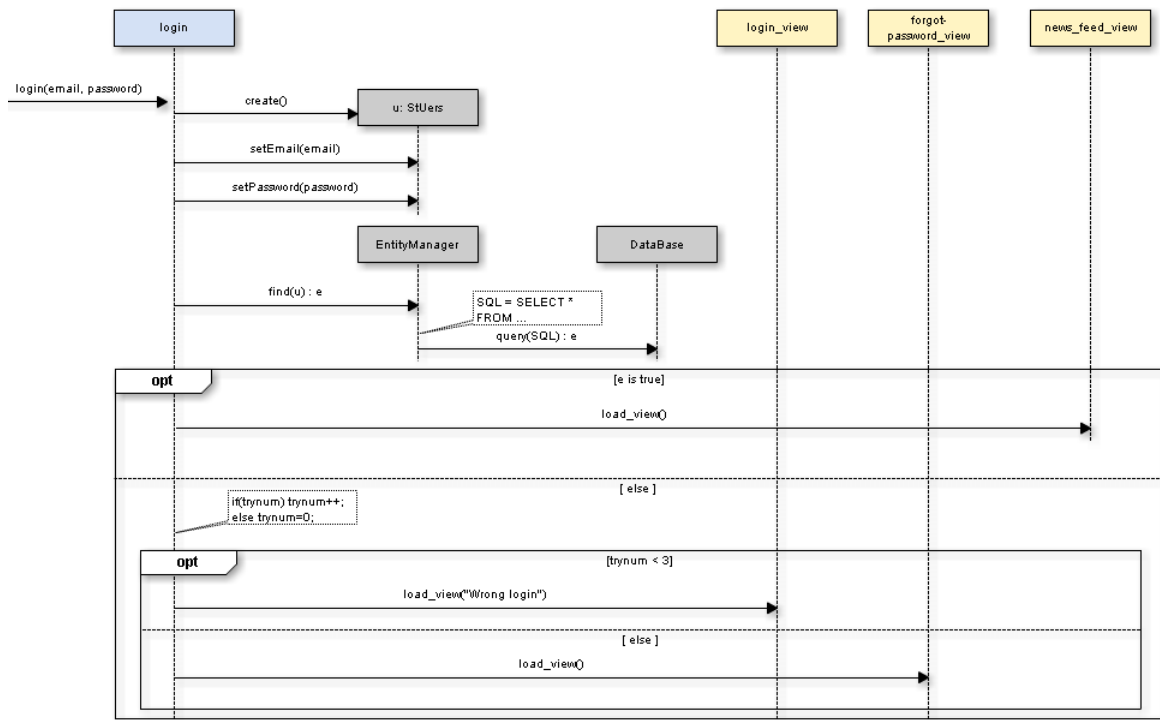 login
login_view
forgot-
password_view
news_feed_view
login(email, password)
create()
u: StUers
setEmail(email)
setPassword(password)
EntityManager
DataBase
find(u) : e
SQL = SELECT *
FROM ...
query(SQL) : e
opt
[e is true]
load_view()
[ else ]
if(trynum) trynum++;
else trynum=0;
opt
[trynum < 3]
load_view("Wrong login")
[ else ]
load_view()